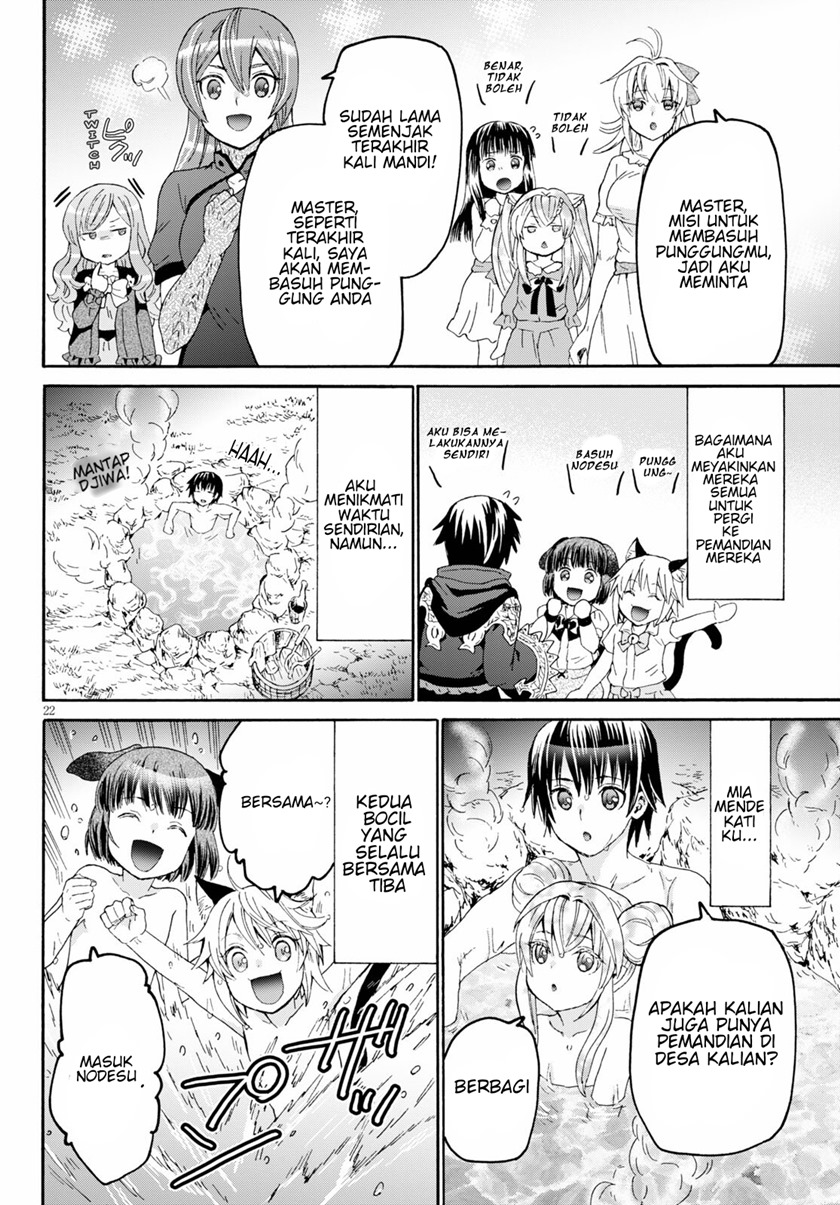 MASTER,
MISI UNTUK
MEMBASUH
PUNGGUNGMU,
JADI AKU
MEMINTA
TIDAK
BOLEH
BENAR,
TIDAK
BOLEH
SUDAH LAMA
SEMENJAK
TERAKHIR
KALI MANDI!
MASTER,
SEPERTI
TERAKHIR
KALI, SAYA
AKAN MEM-
BASUH PUNG-
GUNG ANDA
TWITCH
ピクッ
BAGAIMANA
AKU
MEYAKINKAN
MEREKA
SEMUA
UNTUK
PERGI
KE
PEMANDIAN
MEREKA
PUNGG
UNG~
BASUH
NODESU
AKU BISA ME-
LAKUKANNYA
SENDIRI
AKU
MENIKMATI
WAKTU
SENDIRIAN,
NAMUN...
HAAH...
MANTAP
DJIWA!
22
MIA
MENDE
KATI
KU...
APAKAH KALIAN
JUGA PUNYA
PEMANDIAN DI
DESA KALIAN?
BERBAGI
KEDUA
BOCIL
YANG
SELALU
BERSAMA
TIBA
BERSAMA~?
MASUK
NODESU